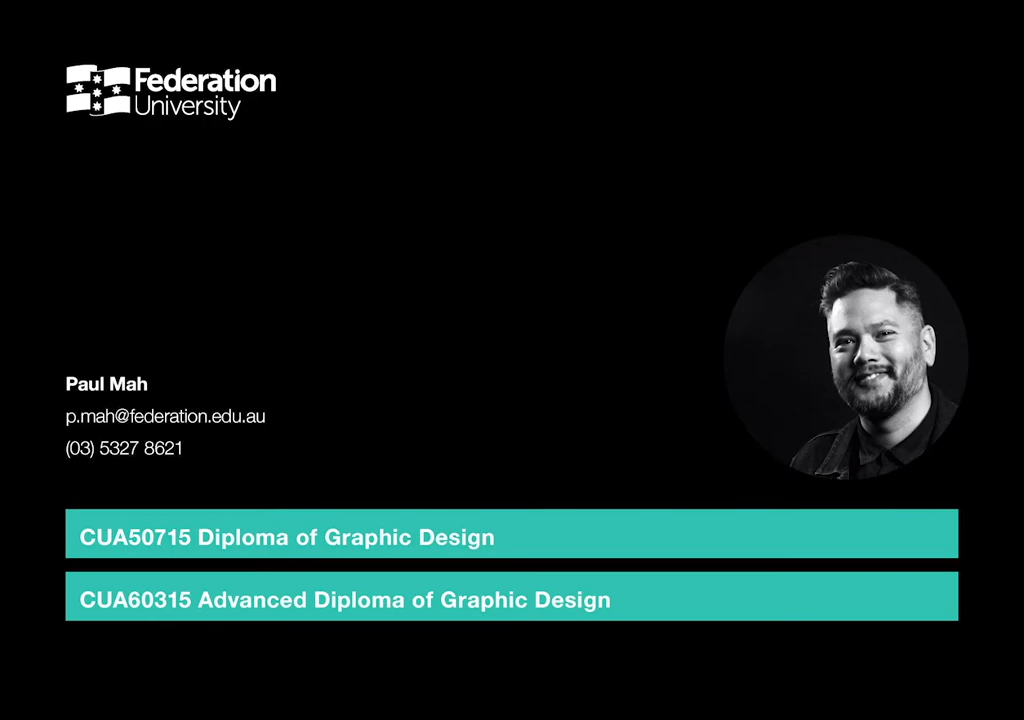 Federation
University
Paul Mah
p.mah@federation.edu.au
(03) 5327 8621
CUA50715 Diploma of Graphic Design
CUA60315 Advanced Diploma of Graphic Design